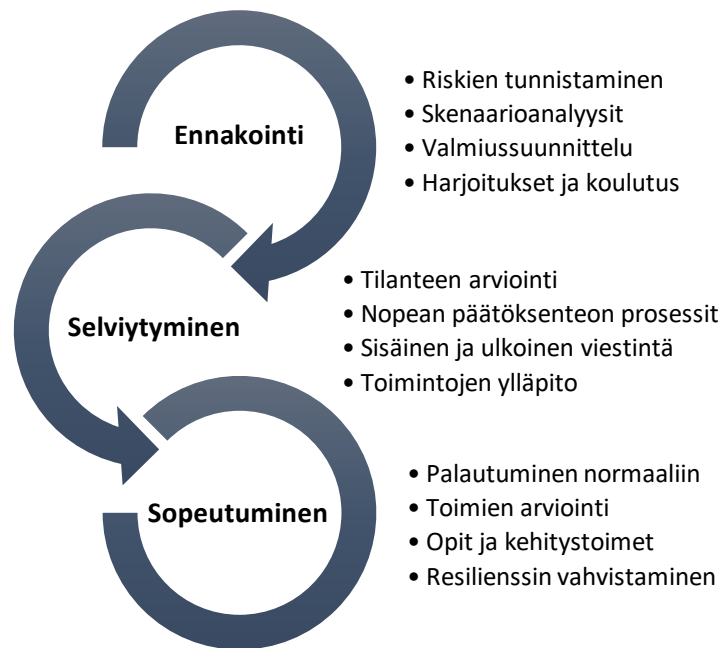 Ennakointi
• Riskien tunnistaminen
• Skenaarioanalyysit
• Valmiussuunnittelu
• Harjoitukset ja koulutus
Selviytyminen
• Tilanteen arviointi
• Nopean päätöksenteon prosessit
• Sisäinen ja ulkoinen viestintä
• Toimintojen ylläpito
Sopeutuminen
• Palautuminen normaaliin
• Toimien arviointi
• Opit ja kehitystoimet
• Resilienssin vahvistaminen